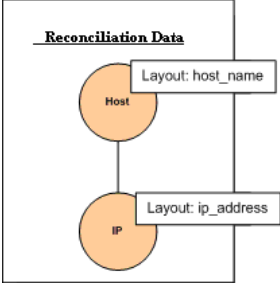 Reconciliation Data
Layout: host_name
Host
Layout: ip_address
IP